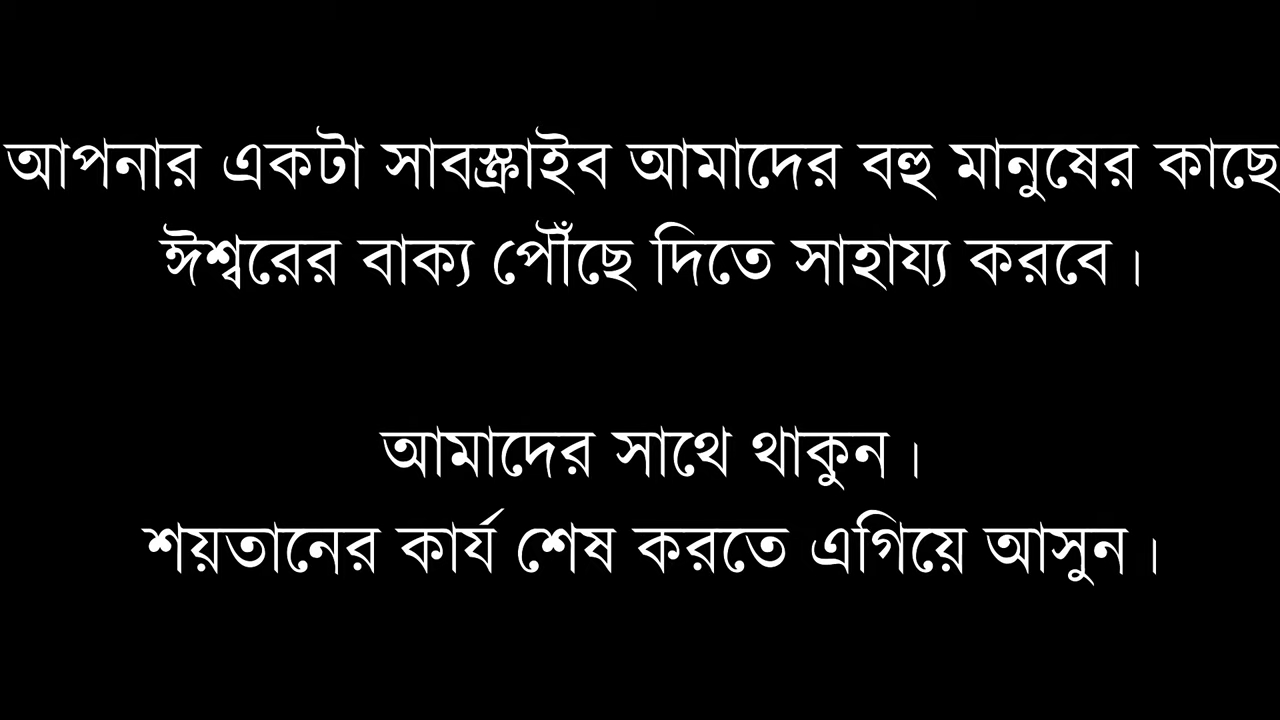 আপনার একটা সাবস্ক্রাইব আমাদের বহু মানুষের কাছে
ঈশ্বরের বাক্য পৌঁছে দিতে সাহায্য করবে।
আমাদের সাথে থাকুন।
শয়তানের কার্য শেষ করতে এগিয়ে আসুন।